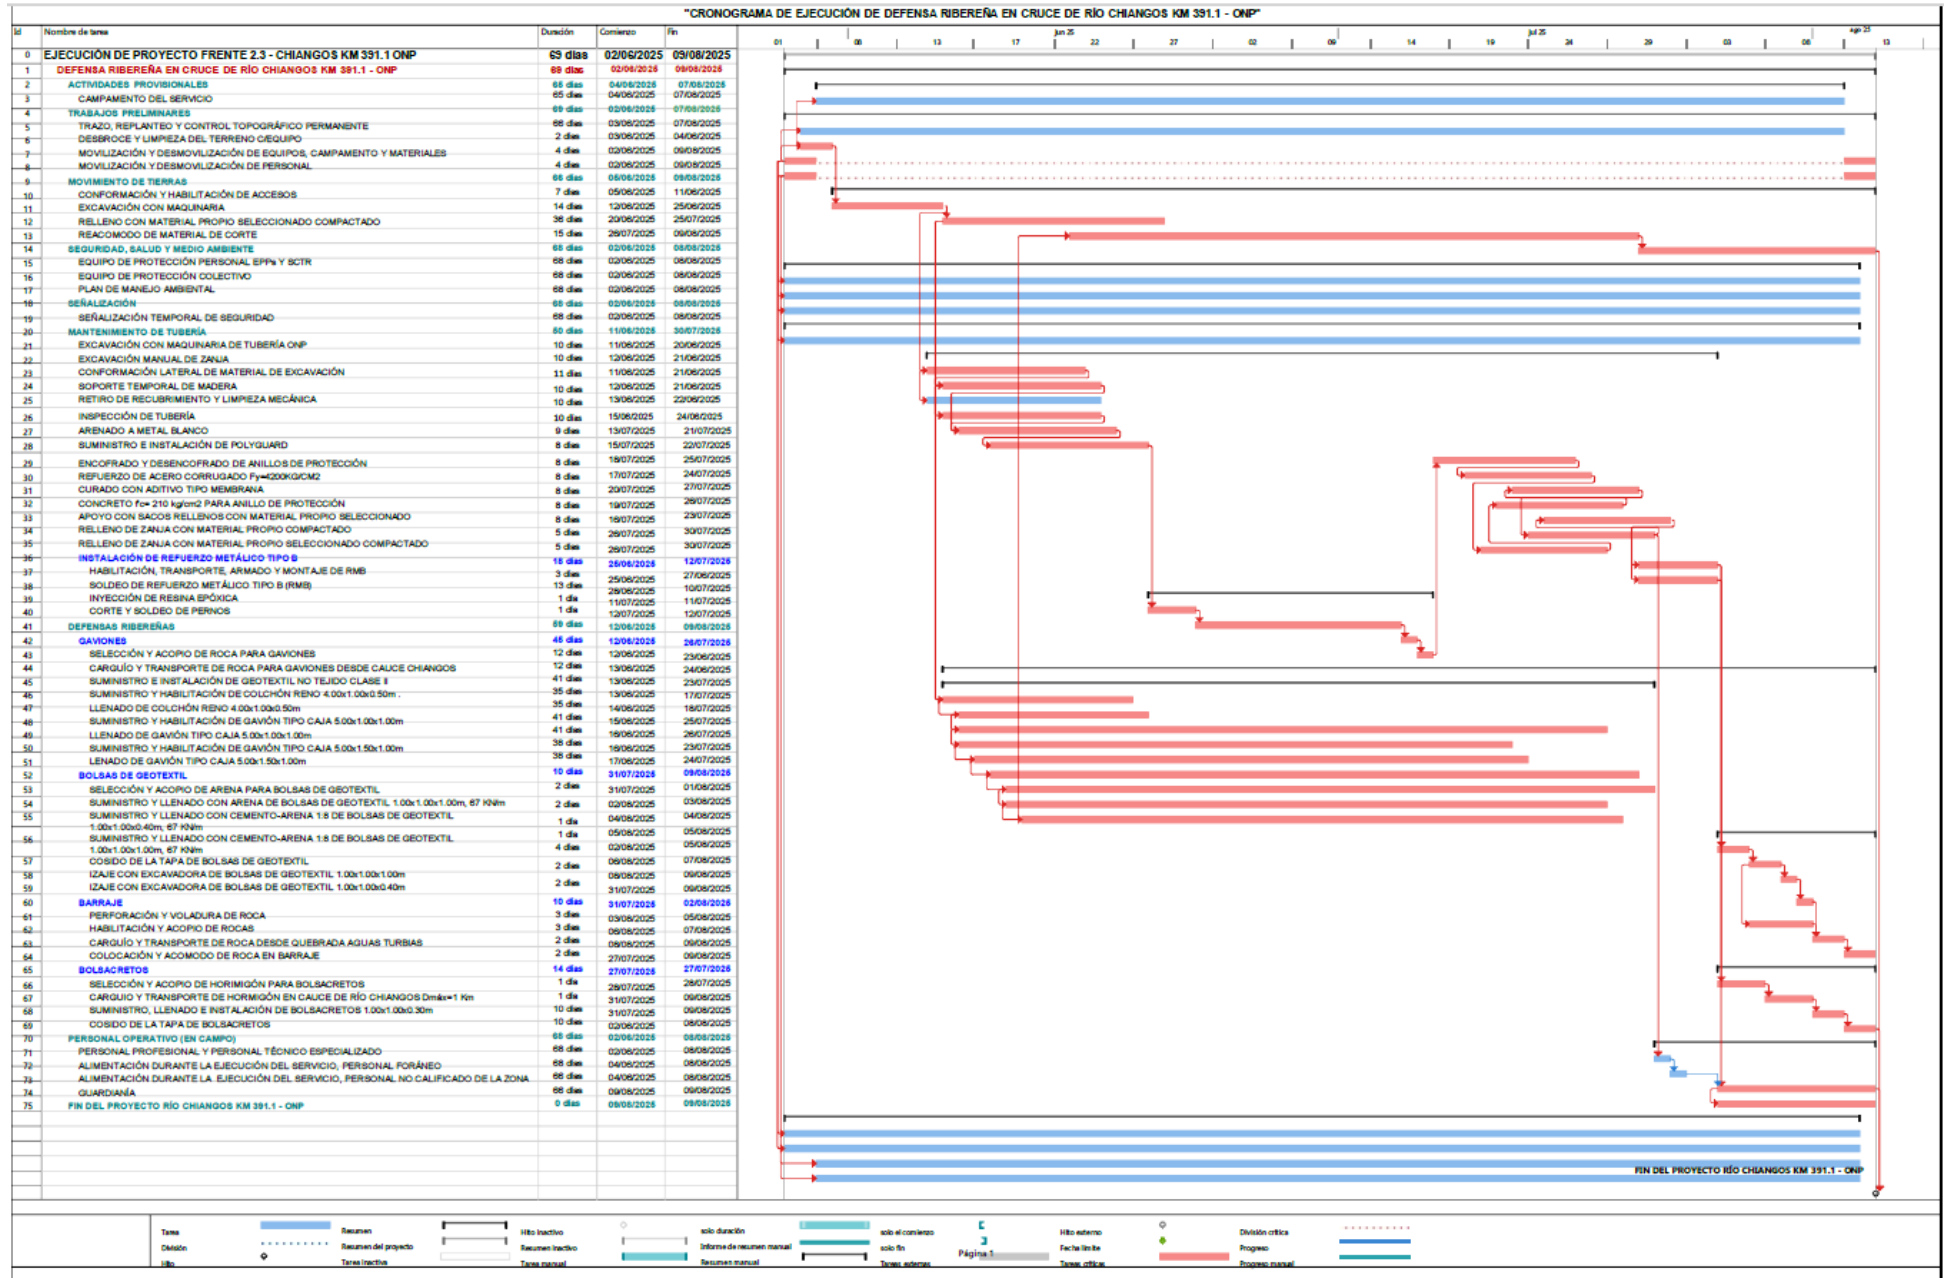 "CRONOGRAMA DE EJECUCIÓN DE DEFENSA RIBEREÑA EN CRUCE DE RÍO CHIANGOS KM 391.1 - ONP"
Id Nombre de tarea Duración Comienzo Fin
Jun 25 Jul 25 ago 25
01 06 13 17 22 27 02 09 14 19 24 29 03 08 13
0 EJECUCIÓN DE PROYECTO FRENTE 2.3 - CHIANGOS KM 391.1 ONP 69 días 02/06/2025 09/08/2025
1 DEFENSA RIBEREÑA EN CRUCE DE RÍO CHIANGOS KM 391.1 - ONP 69 días 02/06/2025 09/08/2025
2 ACTIVIDADES PROVISIONALES 65 días 04/06/2025 07/08/2025
3 CAMPAMENTO DEL SERVICIO 65 días 04/06/2025 07/08/2025
4 TRABAJOS PRELIMINARES 69 días 02/06/2025 07/08/2025
5 TRAZO, REPLANTEO Y CONTROL TOPOGRÁFICO PERMANENTE 66 días 03/06/2025 07/08/2025
6 DESBROCE Y LIMPIEZA DEL TERRENO C/EQUIPO 2 días 03/06/2025 04/06/2025
7 MOVILIZACIÓN Y DESMOVILIZACIÓN DE EQUIPOS, CAMPAMENTO Y MATERIALES 4 días 02/06/2025 09/08/2025
8 MOVILIZACIÓN Y DESMOVILIZACIÓN DE PERSONAL 4 días 02/06/2025 09/08/2025
9 MOVIMIENTO DE TIERRAS 66 días 05/06/2025 09/08/2025
10 CONFORMACIÓN Y HABILITACIÓN DE ACCESOS 7 días 05/06/2025 11/06/2025
11 EXCAVACIÓN CON MAQUINARIA 14 días 12/06/2025 25/06/2025
12 RELLENO CON MATERIAL PROPIO SELECCIONADO COMPACTADO 36 días 20/06/2025 25/07/2025
13 REACOMODO DE MATERIAL DE CORTE 15 días 26/07/2025 09/08/2025
14 SEGURIDAD, SALUD Y MEDIO AMBIENTE 68 días 02/06/2025 08/08/2025
15 EQUIPO DE PROTECCIÓN PERSONAL EPPs Y SCTR 68 días 02/06/2025 08/08/2025
16 EQUIPO DE PROTECCIÓN COLECTIVO 68 días 02/06/2025 08/08/2025
17 PLAN DE MANEJO AMBIENTAL 68 días 02/06/2025 08/08/2025
18 SEÑALIZACIÓN 68 días 02/06/2025 08/08/2025
19 SEÑALIZACIÓN TEMPORAL DE SEGURIDAD 68 días 02/06/2025 08/08/2025
20 MANTENIMIENTO DE TUBERÍA 50 días 11/06/2025 30/07/2025
21 EXCAVACIÓN CON MAQUINARIA DE TUBERÍA ONP 10 días 11/06/2025 20/06/2025
22 EXCAVACIÓN MANUAL DE ZANJA 10 días 12/06/2025 21/06/2025
23 CONFORMACIÓN LATERAL DE MATERIAL DE EXCAVACIÓN 11 días 11/06/2025 21/06/2025
24 SOPORTE TEMPORAL DE MADERA 10 días 12/06/2025 21/06/2025
25 RETIRO DE RECUBRIMIENTO Y LIMPIEZA MECÁNICA 10 días 13/06/2025 22/06/2025
26 INSPECCIÓN DE TUBERÍA 10 días 15/06/2025 24/06/2025
27 ARENADO A METAL BLANCO 9 días 13/07/2025 21/07/2025
28 SUMINISTRO E INSTALACIÓN DE POLYGUARD 8 días 15/07/2025 22/07/2025
29 ENCOFRADO Y DESENCOFRADO DE ANILLOS DE PROTECCIÓN 8 días 18/07/2025 25/07/2025
30 REFUERZO DE ACERO CORRUGADO Fy=4200KG/CM2 8 días 17/07/2025 24/07/2025
31 CURADO CON ADITIVO TIPO MEMBRANA 8 días 20/07/2025 27/07/2025
32 CONCRETO f'c= 210 kg/cm2 PARA ANILLO DE PROTECCIÓN 8 días 19/07/2025 26/07/2025
33 APOYO CON SACOS RELLENOS CON MATERIAL PROPIO SELECCIONADO 8 días 16/07/2025 23/07/2025
34 RELLENO DE ZANJA CON MATERIAL PROPIO COMPACTADO 5 días 26/07/2025 30/07/2025
35 RELLENO DE ZANJA CON MATERIAL PROPIO SELECCIONADO COMPACTADO 5 días 26/07/2025 30/07/2025
36 INSTALACIÓN DE REFUERZO METÁLICO TIPO B 18 días 25/06/2025 12/07/2025
37 HABILITACIÓN, TRANSPORTE, ARMADO Y MONTAJE DE RMB 3 días 25/06/2025 27/06/2025
38 SOLDEO DE REFUERZO METÁLICO TIPO B (RMB) 13 días 28/06/2025 10/07/2025
39 INYECCIÓN DE RESINA EPÓXICA 1 día 11/07/2025 11/07/2025
40 CORTE Y SOLDEO DE PERNOS 1 día 12/07/2025 12/07/2025
41 DEFENSAS RIBEREÑAS 59 días 12/06/2025 09/08/2025
42 GAVIONES 45 días 12/06/2025 26/07/2025
43 SELECCIÓN Y ACOPIO DE ROCA PARA GAVIONES 12 días 12/06/2025 23/06/2025
44 CARGUÍO Y TRANSPORTE DE ROCA PARA GAVIONES DESDE CAUCE CHIANGOS 12 días 13/06/2025 24/06/2025
45 SUMINISTRO E INSTALACIÓN DE GEOTEXTIL NO TEJIDO CLASE II 41 días 13/06/2025 23/07/2025
46 SUMINISTRO Y HABILITACIÓN DE COLCHÓN RENO 4.00x1.00x0.50m . 35 días 13/06/2025 17/07/2025
47 LLENADO DE COLCHÓN RENO 4.00x1.00x0.50m 35 días 14/06/2025 18/07/2025
48 SUMINISTRO Y HABILITACIÓN DE GAVIÓN TIPO CAJA 5.00x1.00x1.00m 41 días 15/06/2025 25/07/2025
49 LLENADO DE GAVIÓN TIPO CAJA 5.00x1.00x1.00m 41 días 16/06/2025 26/07/2025
50 SUMINISTRO Y HABILITACIÓN DE GAVIÓN TIPO CAJA 5.00x1.50x1.00m 38 días 16/06/2025 23/07/2025
51 LENADO DE GAVIÓN TIPO CAJA 5.00x1.50x1.00m 38 días 17/06/2025 24/07/2025
52 BOLSAS DE GEOTEXTIL 10 días 31/07/2025 09/08/2025
53 SELECCIÓN Y ACOPIO DE ARENA PARA BOLSAS DE GEOTEXTIL 2 días 31/07/2025 01/08/2025
54 SUMINISTRO Y LLENADO CON ARENA DE BOLSAS DE GEOTEXTIL 1.00x1.00x1.00m, 67 KN/m 2 días 02/08/2025 03/08/2025
55 SUMINISTRO Y LLENADO CON CEMENTO-ARENA 1:8 DE BOLSAS DE GEOTEXTIL 1.00x1.00x0.40m, 67 KN/m 1 día 04/08/2025 04/08/2025
56 SUMINISTRO Y LLENADO CON CEMENTO-ARENA 1:8 DE BOLSAS DE GEOTEXTIL 1.00x1.00x1.00m, 67 KN/m 1 día 05/08/2025 05/08/2025
57 COSIDO DE LA TAPA DE BOLSAS DE GEOTEXTIL 4 días 02/08/2025 05/08/2025
58 IZAJE CON EXCAVADORA DE BOLSAS DE GEOTEXTIL 1.00x1.00x1.00m 2 días 06/08/2025 07/08/2025
59 IZAJE CON EXCAVADORA DE BOLSAS DE GEOTEXTIL 1.00x1.00x0.40m 2 días 08/08/2025 09/08/2025
60 BARRAJE 10 días 31/07/2025 09/08/2025
61 PERFORACIÓN Y VOLADURA DE ROCA 3 días 31/07/2025 02/08/2025
62 HABILITACIÓN Y ACOPIO DE ROCAS 3 días 03/08/2025 05/08/2025
63 CARGUÍO Y TRANSPORTE DE ROCA DESDE QUEBRADA AGUAS TURBIAS 2 días 06/08/2025 07/08/2025
64 COLOCACIÓN Y ACOMODO DE ROCA EN BARRAJE 2 días 08/08/2025 09/08/2025
65 BOLSACRETOS 14 días 27/07/2025 09/08/2025
66 SELECCIÓN Y ACOPIO DE HORIMIGÓN PARA BOLSACRETOS 1 día 27/07/2025 27/07/2025
67 CARGUIO Y TRANSPORTE DE HORMIGÓN EN CAUCE DE RÍO CHIANGOS Dmáx=1 Km 1 día 28/07/2025 28/07/2025
68 SUMINISTRO, LLENADO E INSTALACIÓN DE BOLSACRETOS 1.00x1.00x0.30m 10 días 31/07/2025 09/08/2025
69 COSIDO DE LA TAPA DE BOLSACRETOS 10 días 31/07/2025 09/08/2025
70 PERSONAL OPERATIVO (EN CAMPO) 68 días 02/06/2025 08/08/2025
71 PERSONAL PROFESIONAL Y PERSONAL TÉCNICO ESPECIALIZADO 68 días 02/06/2025 08/08/2025
72 ALIMENTACIÓN DURANTE LA EJECUCIÓN DEL SERVICIO, PERSONAL FORÁNEO 68 días 02/06/2025 08/08/2025
73 ALIMENTACIÓN DURANTE LA EJECUCIÓN DEL SERVICIO, PERSONAL NO CALIFICADO DE LA ZONA 66 días 04/06/2025 08/08/2025
74 GUARDIANÍA 66 días 04/06/2025 08/08/2025
75 FIN DEL PROYECTO RÍO CHIANGOS KM 391.1 - ONP 0 días 09/08/2025 09/08/2025
FIN DEL PROYECTO RÍO CHIANGOS KM 391.1 - ONP
Tarea Resumen Hito inactivo solo duración solo el comienzo Hito externo División crítica
División Resumen del proyecto Resumen inactivo Informe de resumen manual solo fin Fecha límite Progreso
Hito Tarea inactiva Tarea manual Resumen manual Tareas externas Tareas críticas Progreso manual
Página 1